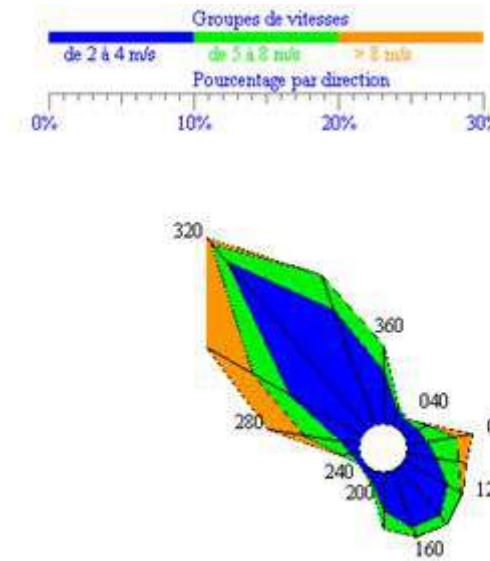 Groupes de vitesses
de 2 à 4 m/s de 5 à 8 m/s > 8 m/s
Pourcentage par direction
0% 10% 20% 30%
320
360
040
280
240
200
160